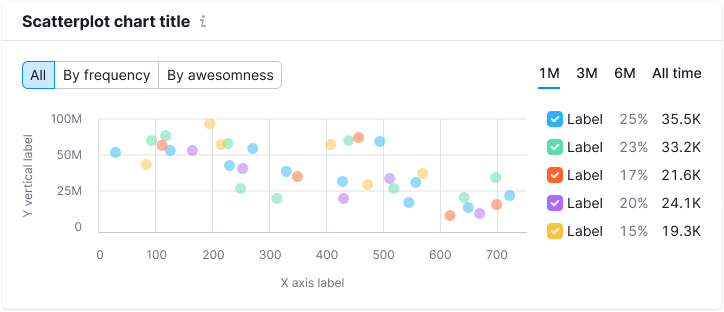 Scatterplot chart title i
All By frequency By awesomness
1M 3M 6M All time
Y vertical label
100M
50M
25M
0
0 100 200 300 400 500 600 700
X axis label
Label 25% 35.5K
Label 23% 33.2K
Label 17% 21.6K
Label 20% 24.1K
Label 15% 19.3K